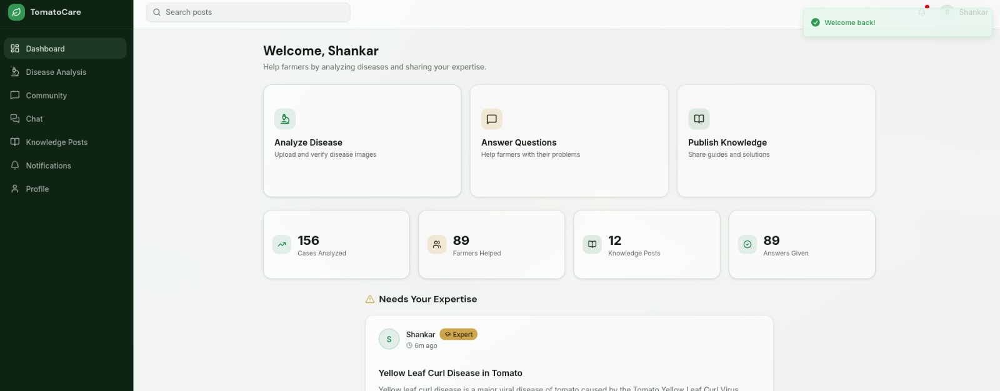 TomatoCare
Search posts
S
Shankar
Welcome back!
Dashboard
Disease Analysis
Community
Chat
Knowledge Posts
Notifications
Profile
Welcome, Shankar
Help farmers by analyzing diseases and sharing your expertise.
Analyze Disease
Upload and verify disease images
Answer Questions
Help farmers with their problems
Publish Knowledge
Share guides and solutions
156
Cases Analyzed
89
Farmers Helped
12
Knowledge Posts
89
Answers Given
Needs Your Expertise
S
Shankar Expert
6m ago
Yellow Leaf Curl Disease in Tomato
Yellow leaf curl disease is a major viral disease of tomato caused by the Tomato Yellow Leaf Curl Virus